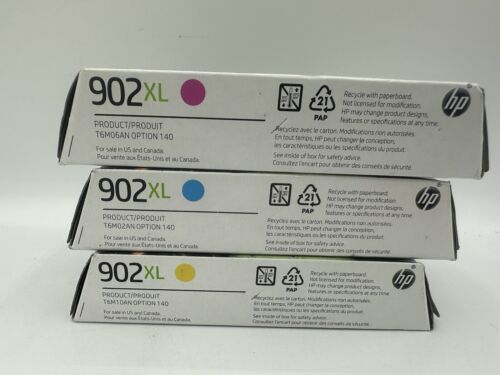 902XL
PRODUCT/PRODUIT
T6M06AN OPTION 140
For sale in US and Canada.
Pour vente aux États-Unis et au Canada.
21
PAP
Recycle with paperboard.
Not licensed for modification.
HP may change product designs,
features or specifications at any time.
Recyclez avec le carton. Modifications non autorisées.
En tout temps, HP peut changer la conception,
les caractéristiques ou les spécifications des produits.
See inside of box for safety advice.
Consultez l'encart pour obtenir des conseils de sécurité.
hp
902XL
PRODUCT/PRODUIT
T6M02AN OPTION 140
For sale in US and Canada.
Pour vente aux États-Unis et au Canada.
21
PAP
Recycle with paperboard.
Not licensed for modification.
HP may change product designs,
features or specifications at any time.
Recyclez avec le carton. Modifications non autorisées.
En tout temps, HP peut changer la conception,
les caractéristiques ou les spécifications des produits.
See inside of box for safety advice.
Consultez l'encart pour obtenir des conseils de sécurité.
hp
902XL
PRODUCT/PRODUIT
T6M10AN OPTION 140
For sale in US and Canada.
Pour vente aux États-Unis et au Canada.
21
PAP
Recycle with paperboard.
Not licensed for modification.
HP may change product designs,
features or specifications at any time.
Recyclez avec le carton. Modifications non autorisées.
En tout temps, HP peut changer la conception,
les caractéristiques ou les spécifications des produits.
See inside of box for safety advice.
Consultez l'encart pour obtenir des conseils de sécurité.
hp